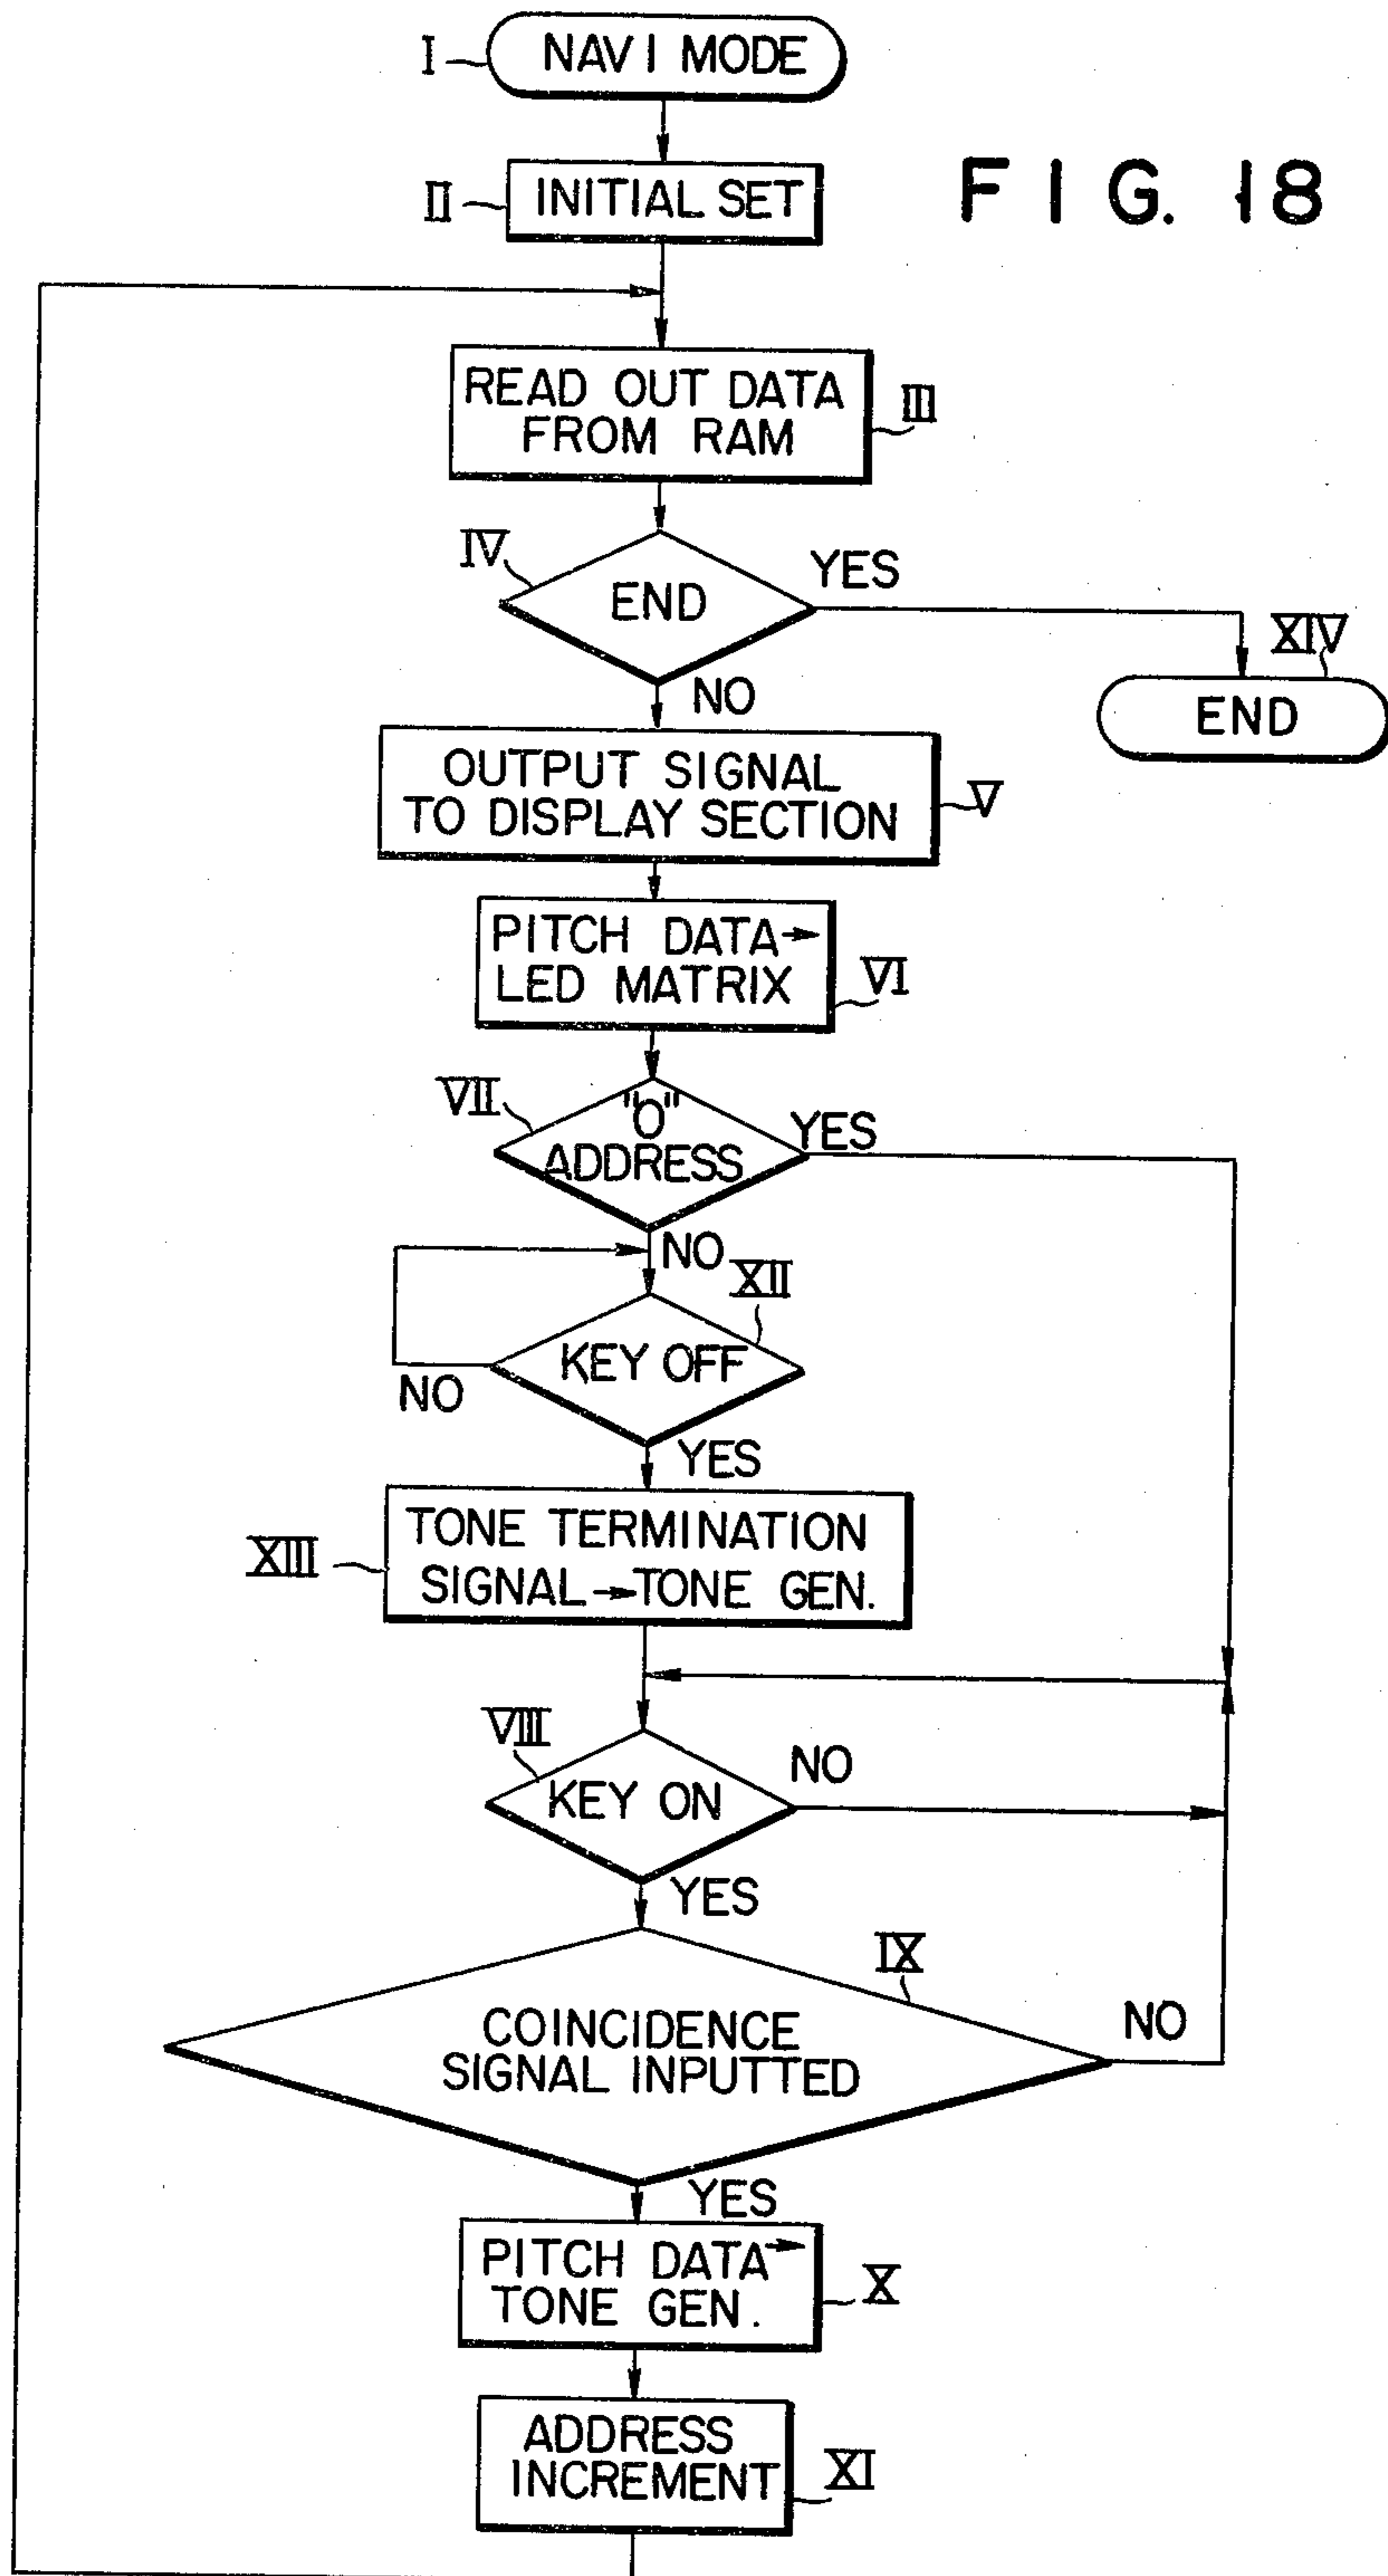 I
NAVI MODE
II
INITIAL SET
FIG. 18
READ OUT DATA
FROM RAM
III
IV
END
YES
XIV
END
NO
OUTPUT SIGNAL
TO DISPLAY SECTION
V
PITCH DATA→
LED MATRIX
VI
VII
"0"
ADDRESS
YES
NO
XII
KEY OFF
NO
YES
XIII
TONE TERMINATION
SIGNAL→TONE GEN.
VIII
KEY ON
NO
YES
IX
COINCIDENCE
SIGNAL INPUTTED
NO
YES
PITCH DATA→
TONE GEN.
X
ADDRESS
INCREMENT
XI